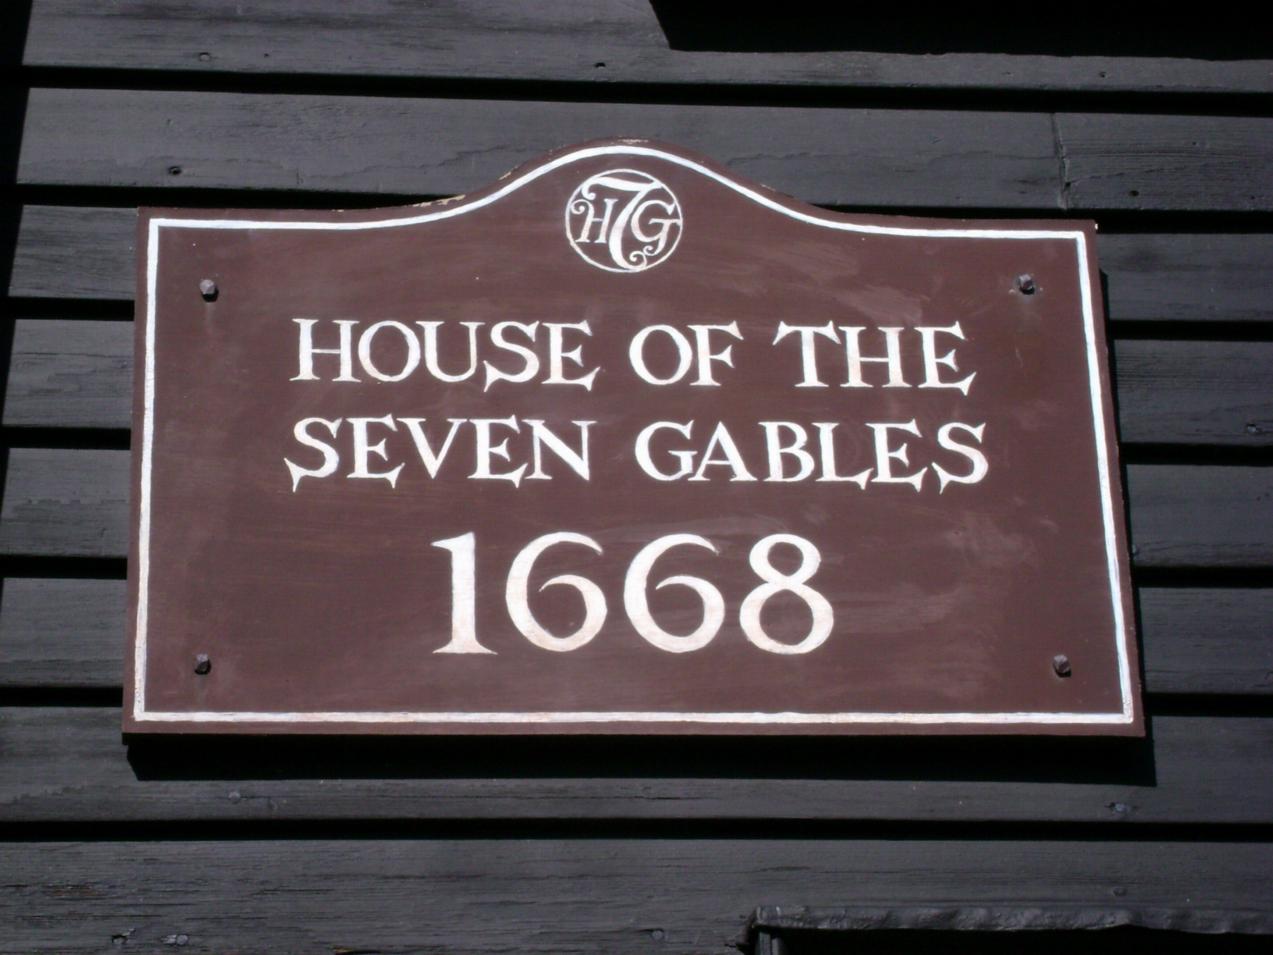 H7G
HOUSE OF THE
SEVEN GABLES
1668